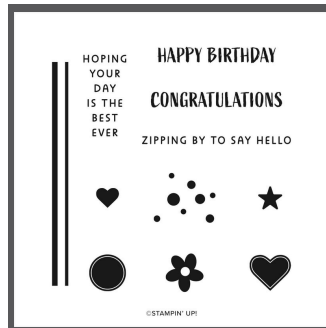 HOPING
YOUR
DAY
IS THE
BEST
EVER
HAPPY BIRTHDAY
CONGRATULATIONS
ZIPPING BY TO SAY HELLO
©STAMPIN' UP!